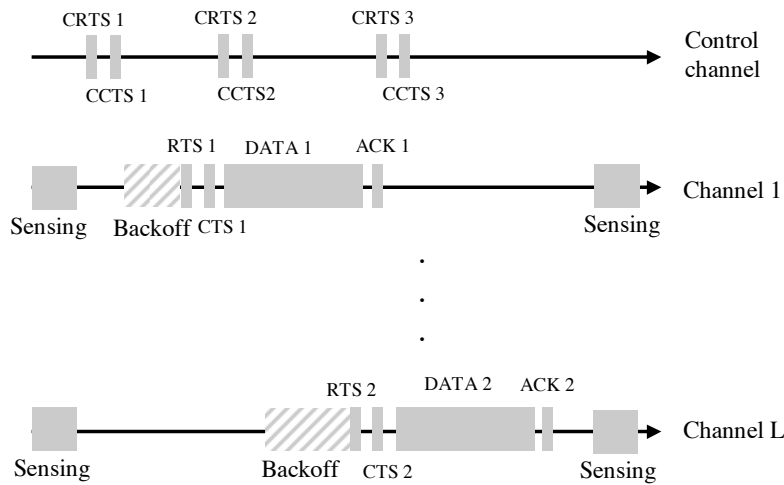 CRTS 1
CRTS 2
CRTS 3
Control
channel
CCTS 1
CCTS2
CCTS 3
RTS 1
DATA 1
ACK 1
Channel 1
Sensing
Backoff
CTS 1
Sensing
.
.
.
RTS 2
DATA 2
ACK 2
Channel L
Sensing
Backoff
CTS 2
Sensing